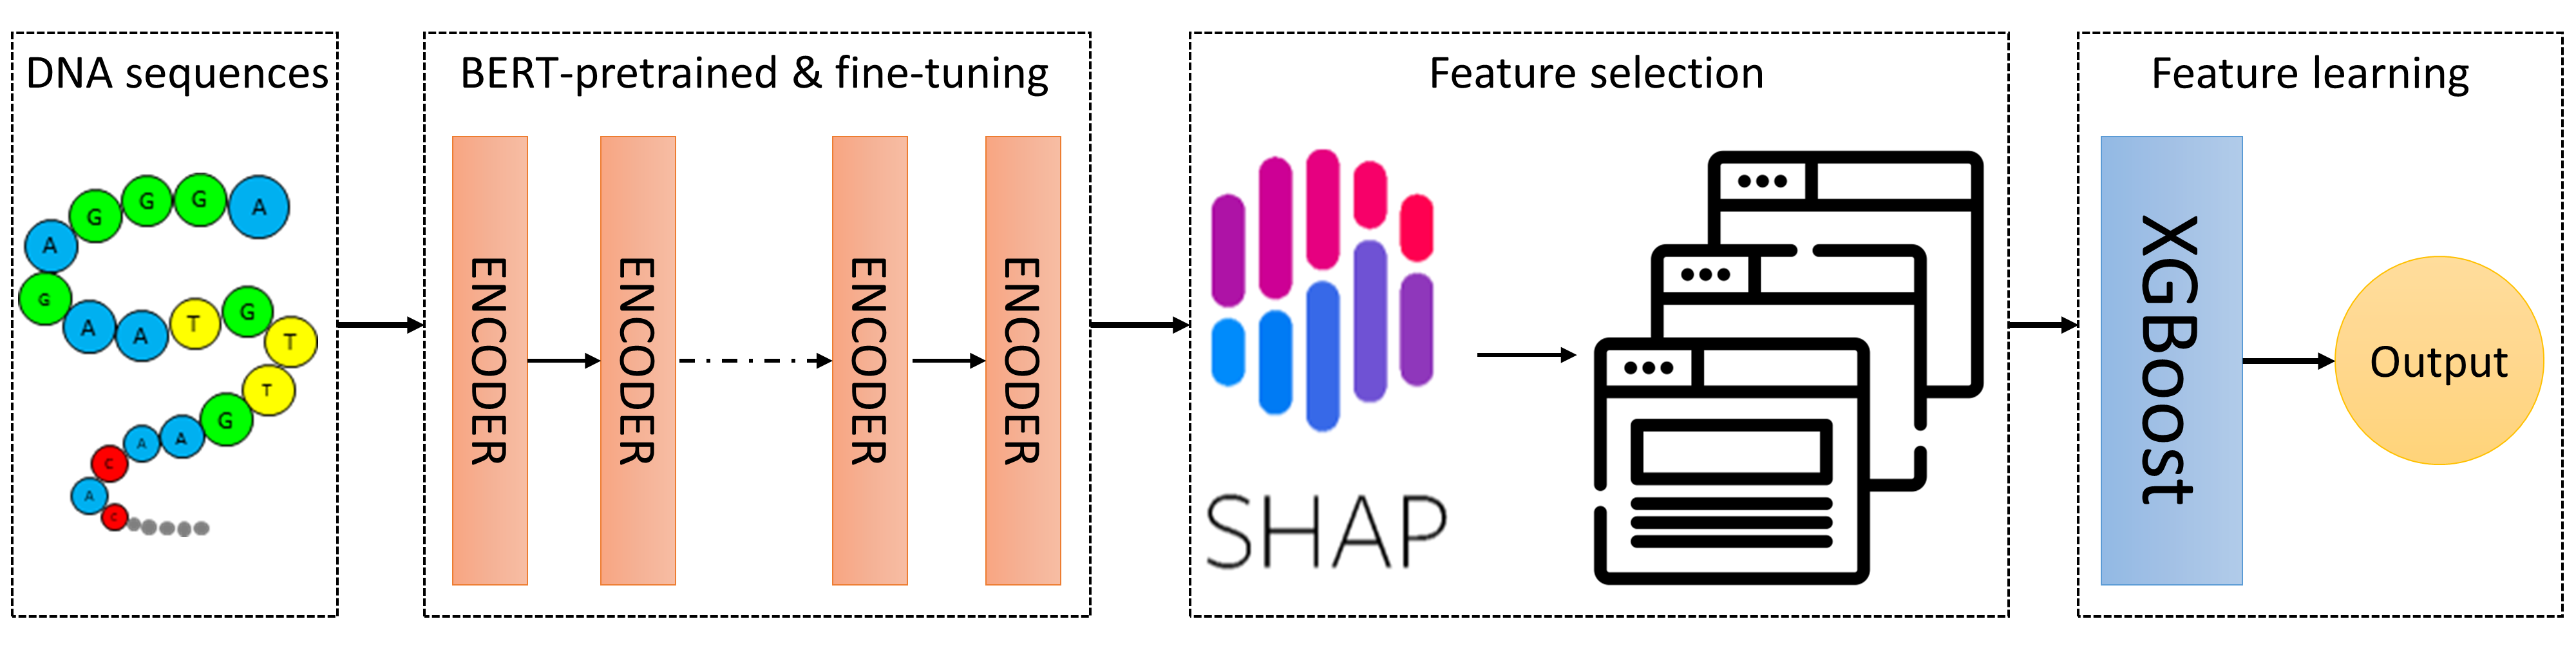 DNA sequences
A
G
G
G
A
G
A
A
T
G
T
T
G
A
A
C
A
C
BERT-pretrained & fine-tuning
ENCODER
ENCODER
ENCODER
ENCODER
Feature selection
SHAP
Feature learning
XGBoost
Output